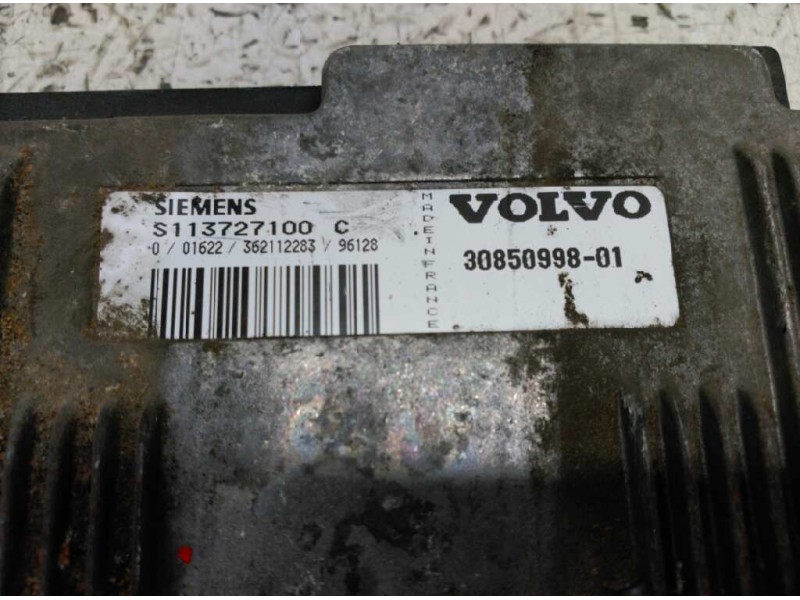 SIEMENS
S113727100 C
0 / 01622 / 362112283 / 96128
MADE IN FRANCE
VOLVO
30850998-01